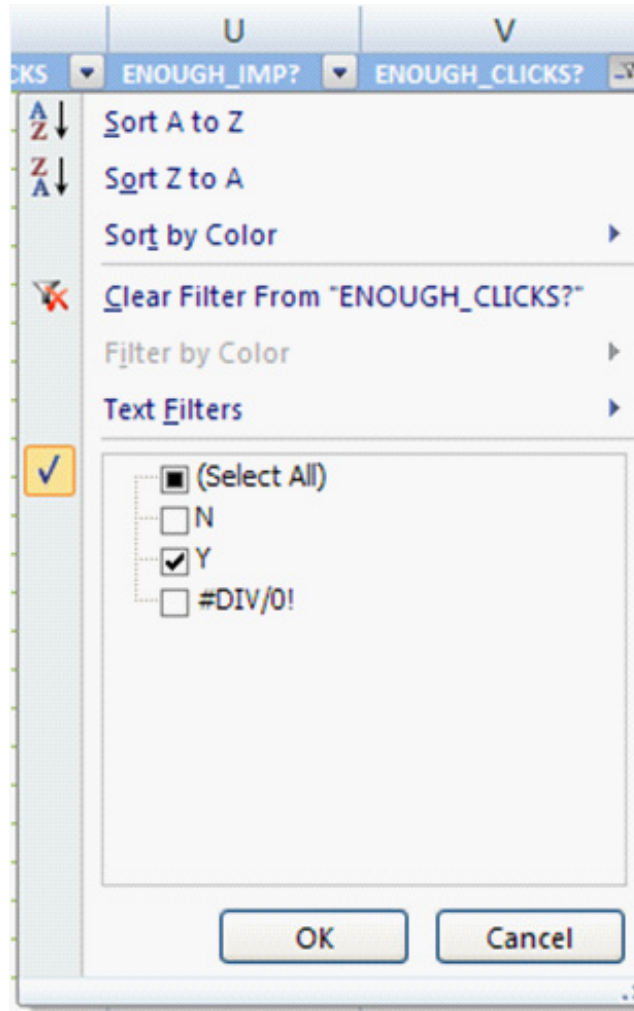 U V
CKS ENOUGH_IMP? ENOUGH_CLICKS?
Sort A to Z
Sort Z to A
Sort by Color
Clear Filter From "ENOUGH_CLICKS?"
Filter by Color
Text Filters
(Select All)
N
Y
#DIV/0!
OK Cancel